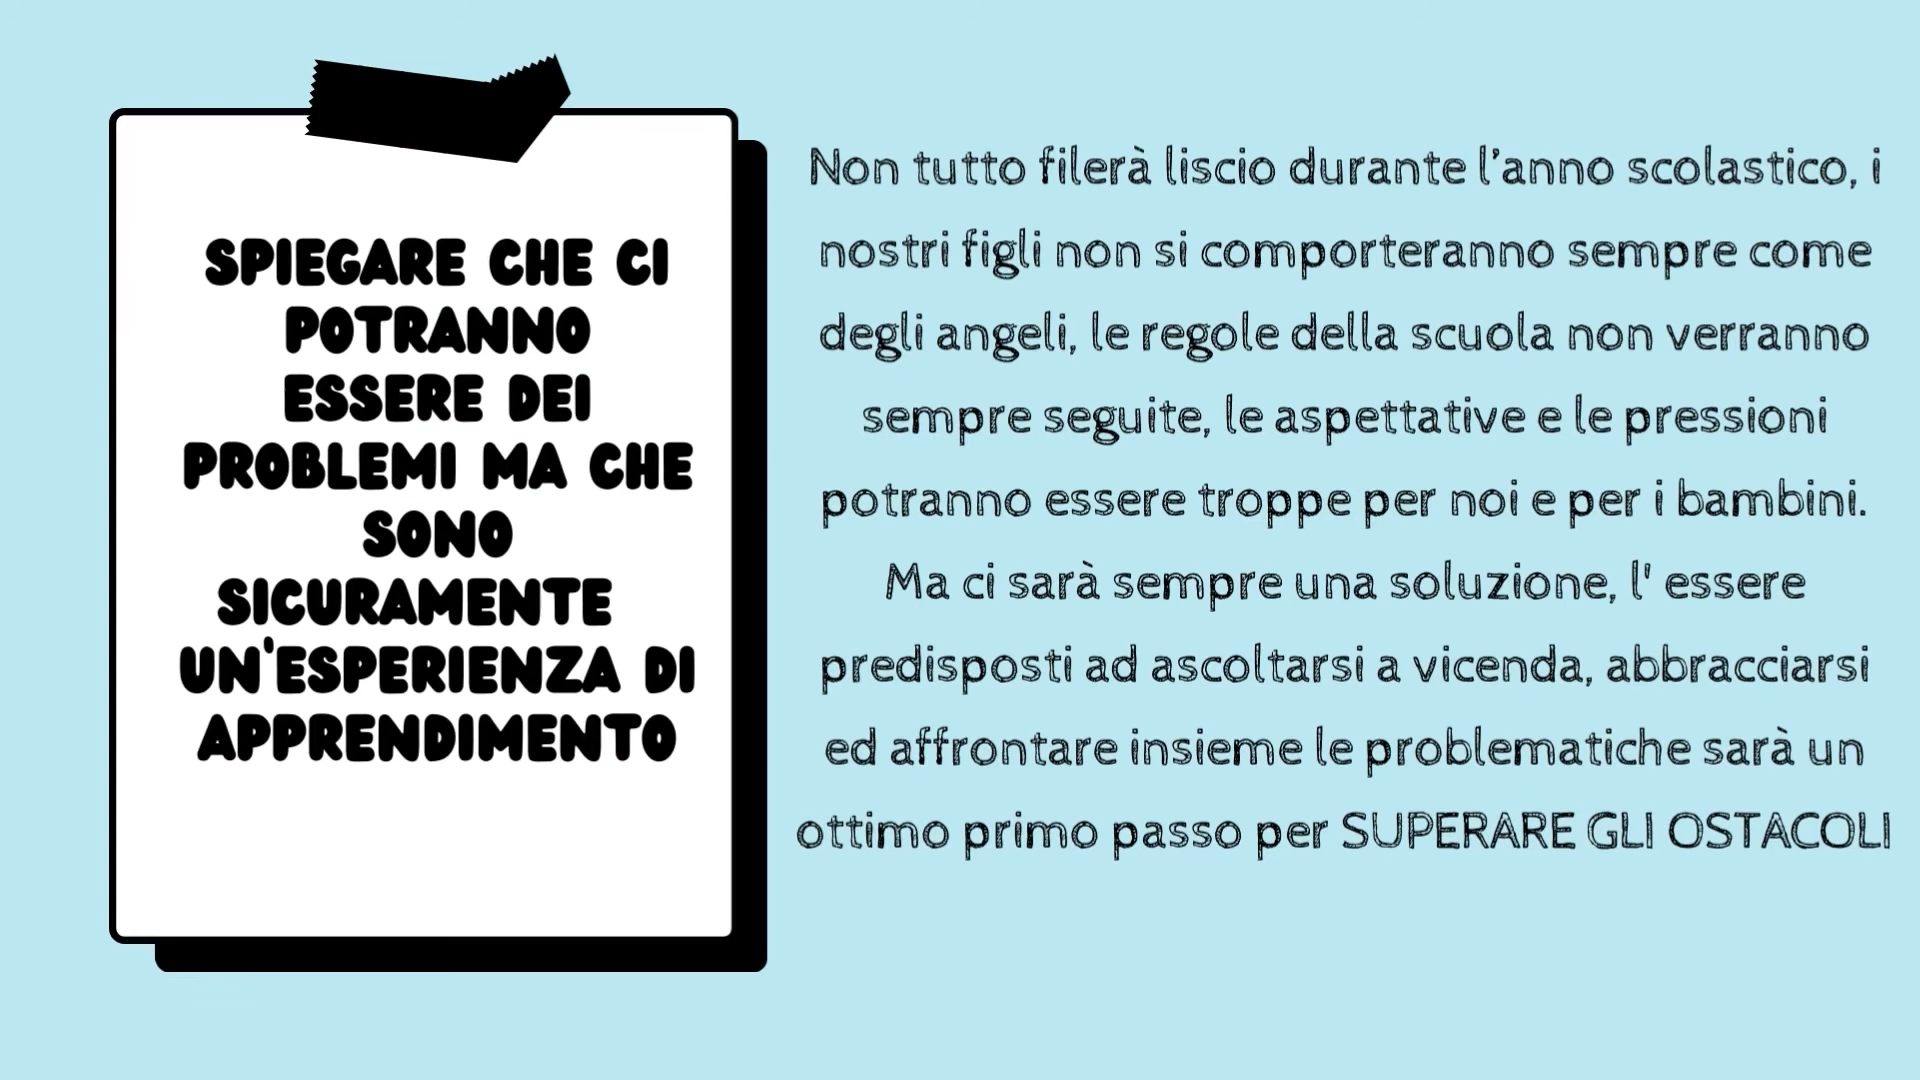 SPIEGARE CHE CI
POTRANNO
ESSERE DEI
PROBLEMI MA CHE
SONO
SICURAMENTE
UN'ESPERIENZA DI
APPRENDIMENTO
Non tutto filerà liscio durante l’anno scolastico, i
nostri figli non si comporteranno sempre come
degli angeli, le regole della scuola non verranno
sempre seguite, le aspettative e le pressioni
potranno essere troppe per noi e per i bambini.
Ma ci sarà sempre una soluzione, l' essere
predisposti ad ascoltarsi a vicenda, abbracciarsi
ed affrontare insieme le problematiche sarà un
ottimo primo passo per SUPERARE GLI OSTACOLI